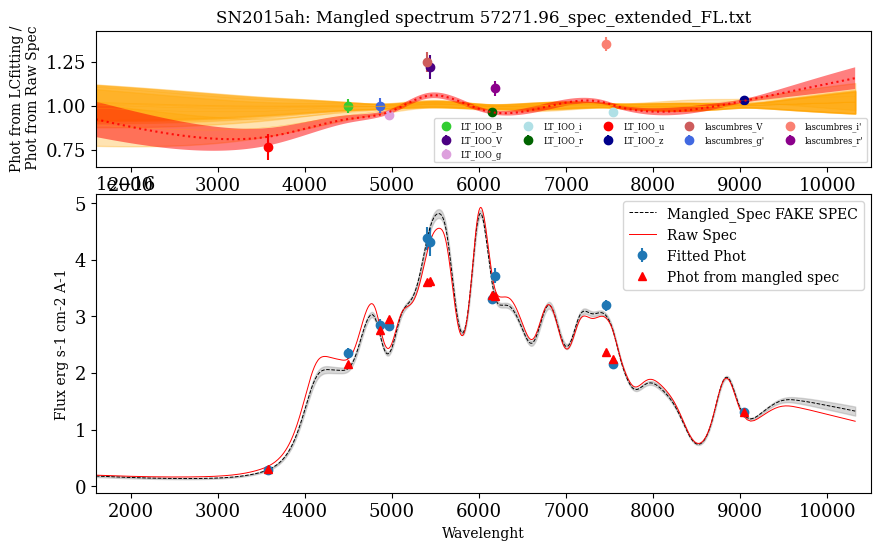 SN2015ah: Mangled spectrum 57271.96_spec_extended_FL.txt
Phot from LCfitting /
Phot from Raw Spec
1.25
1.00
0.75
LT_IOO_B
LT_IOO_V
LT_IOO_g
LT_IOO_i
LT_IOO_r
LT_IOO_u
LT_IOO_z
lascumbres_V
lascumbres_g'
lascumbres_i'
lascumbres_r'
2000 3000 4000 5000 6000 7000 8000 9000 10000
1e−16
Flux erg s-1 cm-2 A-1
5
4
3
2
1
0
Mangled_Spec FAKE SPEC
Raw Spec
Fitted Phot
Phot from mangled spec
2000 3000 4000 5000 6000 7000 8000 9000 10000
Wavelenght